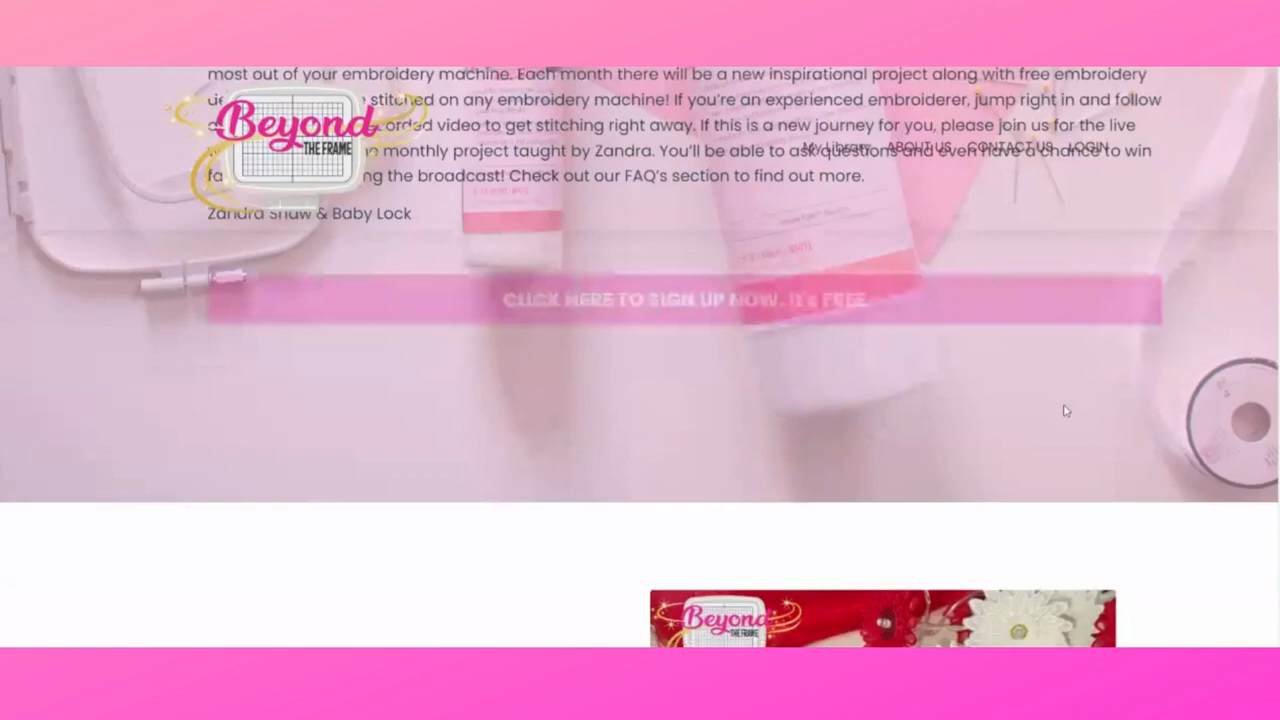 most out of your embroidery machine. Each month there will be a new inspirational project along with free embroidery
stitched on any embroidery machine! If you're an experienced embroiderer, jump right in and follow
video to get stitching right away. If this is a new journey for you, please join us for the live
monthly project taught by Zandra. You'll be able to ask questions and even have a chance to win
ng the broadcast! Check out our FAQ's section to find out more.
Zandra Shaw & Baby Lock
Beyond
THE FRAME
My Library ABOUT US CONTACT US LOGIN
CLICK HERE TO SIGN UP NOW. It's FREE
Beyond
THE FRAME